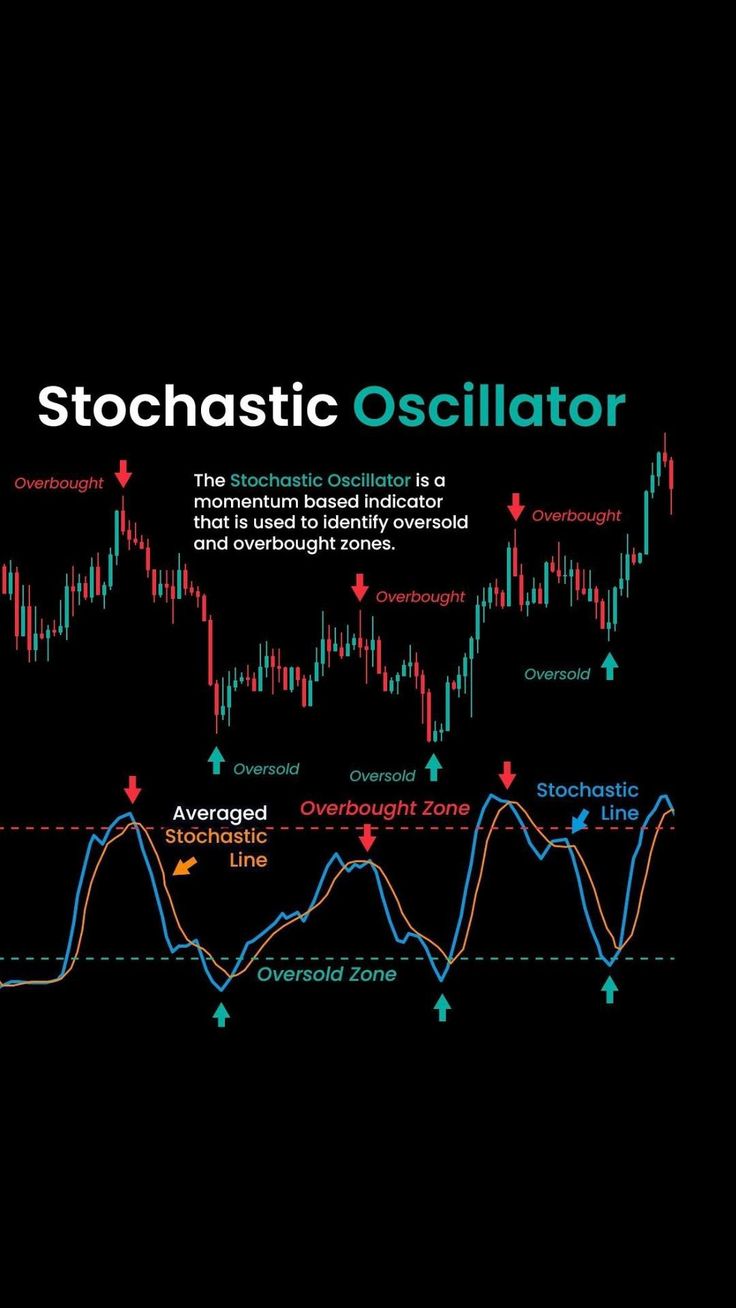 Stochastic Oscillator
Overbought
The Stochastic Oscillator is a
momentum based indicator
that is used to identify oversold
and overbought zones.
Overbought
Overbought
Oversold
Oversold
Oversold
Stochastic
Line
Averaged
Stochastic
Line
Overbought Zone
Oversold Zone